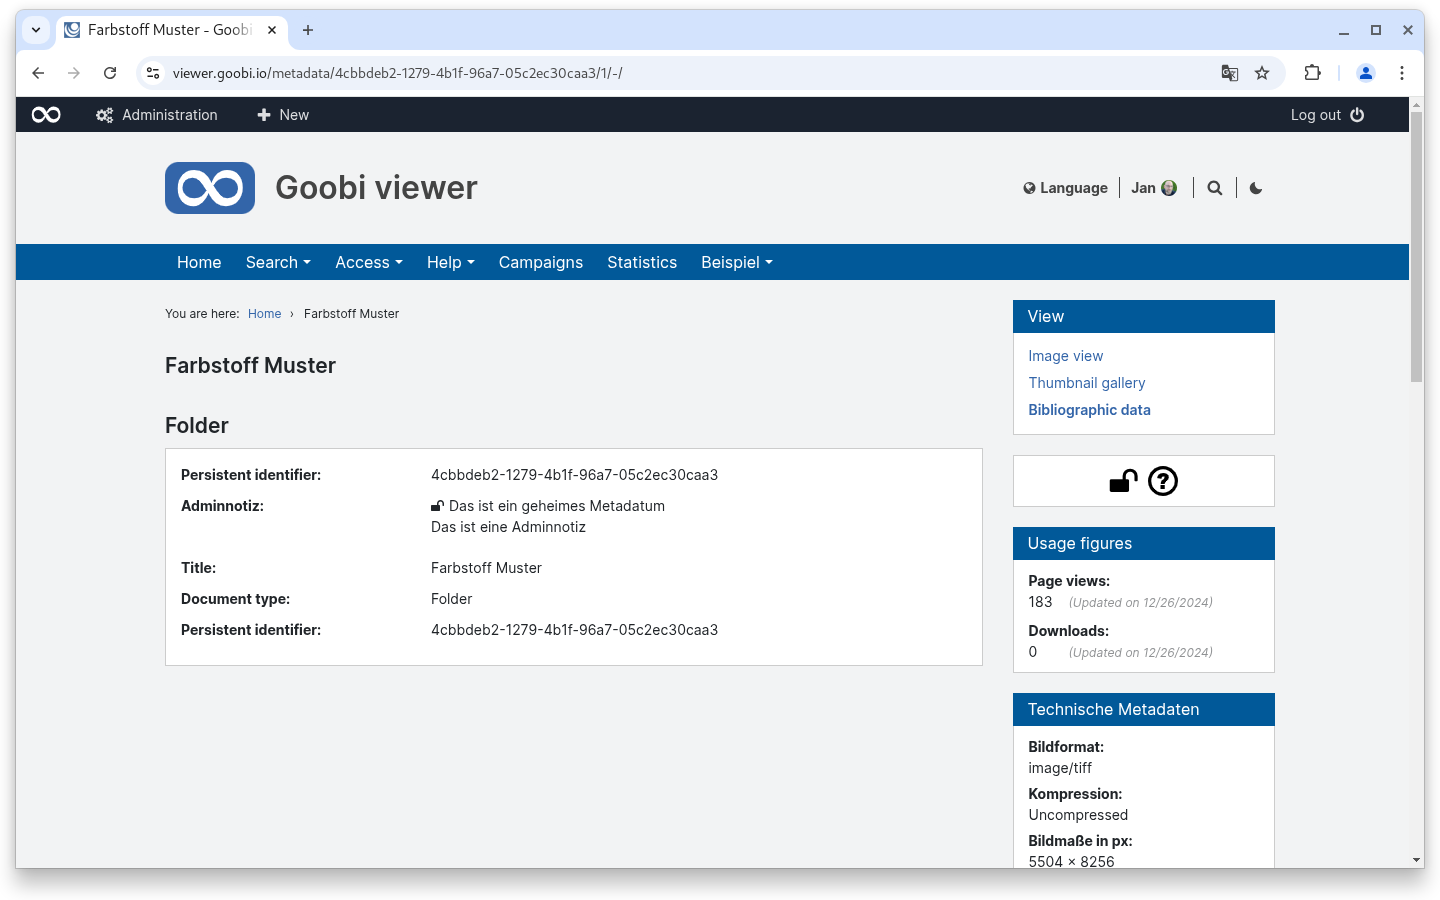 Farbstoff Muster - Goobi
viewer.goobi.io/metadata/4cbbdeb2-1279-4b1f-96a7-05c2ec30caa3/1/-/
Administration
New
Log out
Goobi viewer
Language
Jan
Home
Search
Access
Help
Campaigns
Statistics
Beispiel
You are here: Home › Farbstoff Muster
Farbstoff Muster
Folder
Persistent identifier: 4cbbdeb2-1279-4b1f-96a7-05c2ec30caa3
Adminnotiz: Das ist ein geheimes Metadatum
Das ist eine Adminnotiz
Title: Farbstoff Muster
Document type: Folder
Persistent identifier: 4cbbdeb2-1279-4b1f-96a7-05c2ec30caa3
View
Image view
Thumbnail gallery
Bibliographic data
Usage figures
Page views:
183 (Updated on 12/26/2024)
Downloads:
0 (Updated on 12/26/2024)
Technische Metadaten
Bildformat:
image/tiff
Kompression:
Uncompressed
Bildmaße in px:
5504 × 8256